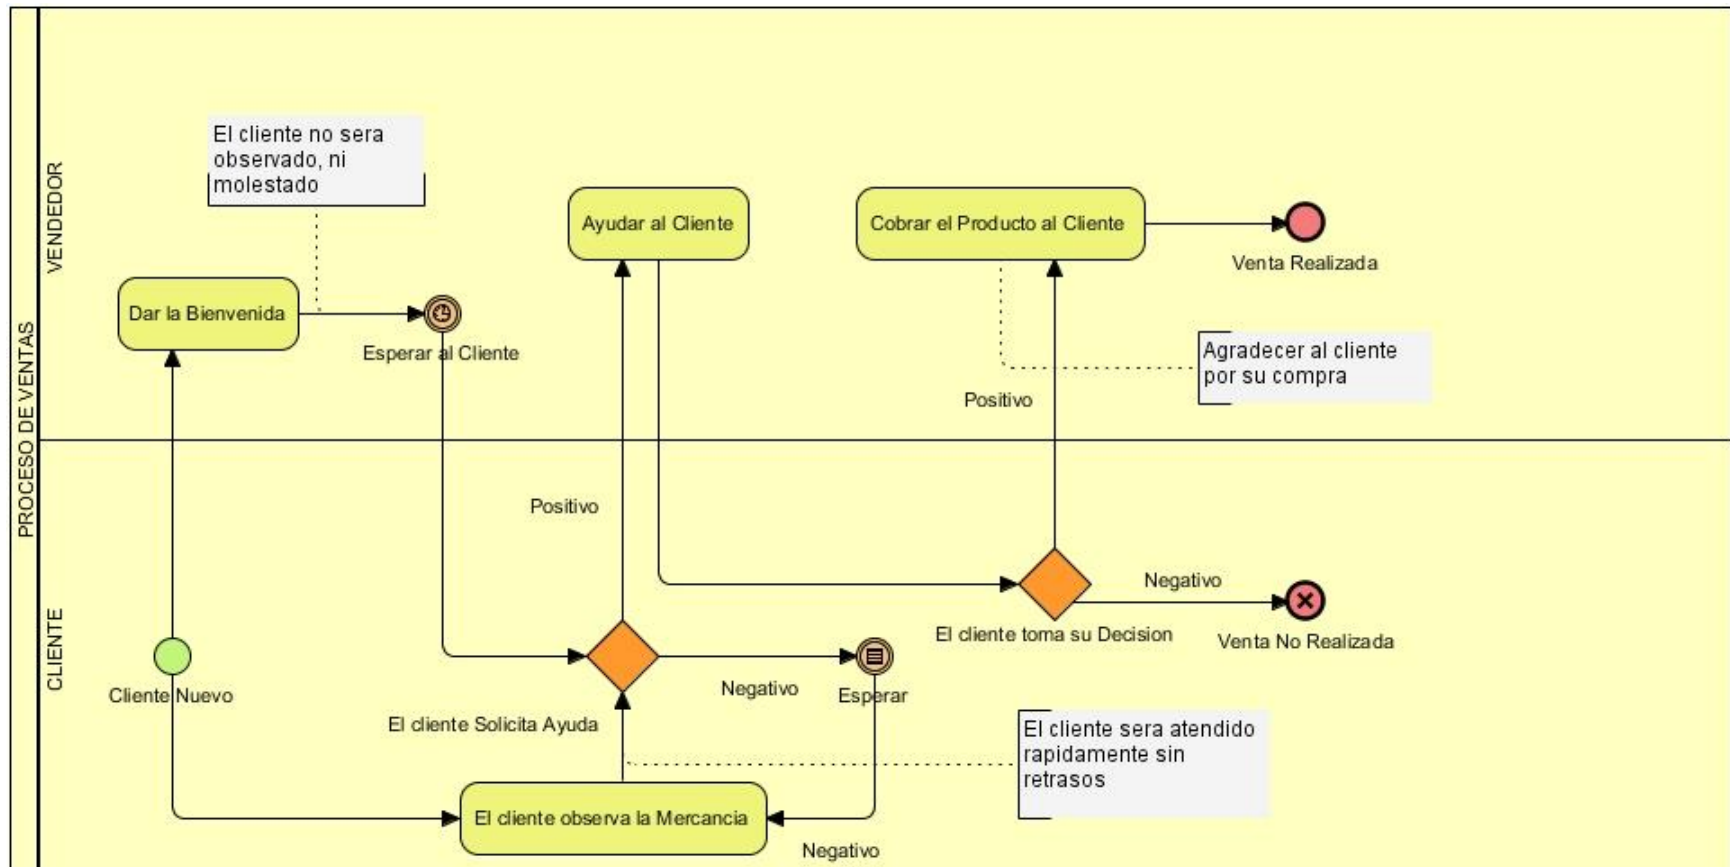 PROCESO DE VENTAS
VENDEDOR
El cliente no sera
observado, ni
molestado
Dar la Bienvenida
Esperar al Cliente
Ayudar al Cliente
Cobrar el Producto al Cliente
Venta Realizada
Agradecer al cliente
por su compra
Positivo
CLIENTE
Positivo
Cliente Nuevo
El cliente Solicita Ayuda
Negativo
Esperar
El cliente toma su Decision
Negativo
Venta No Realizada
El cliente sera atendido
rapidamente sin
retrasos
El cliente observa la Mercancia
Negativo